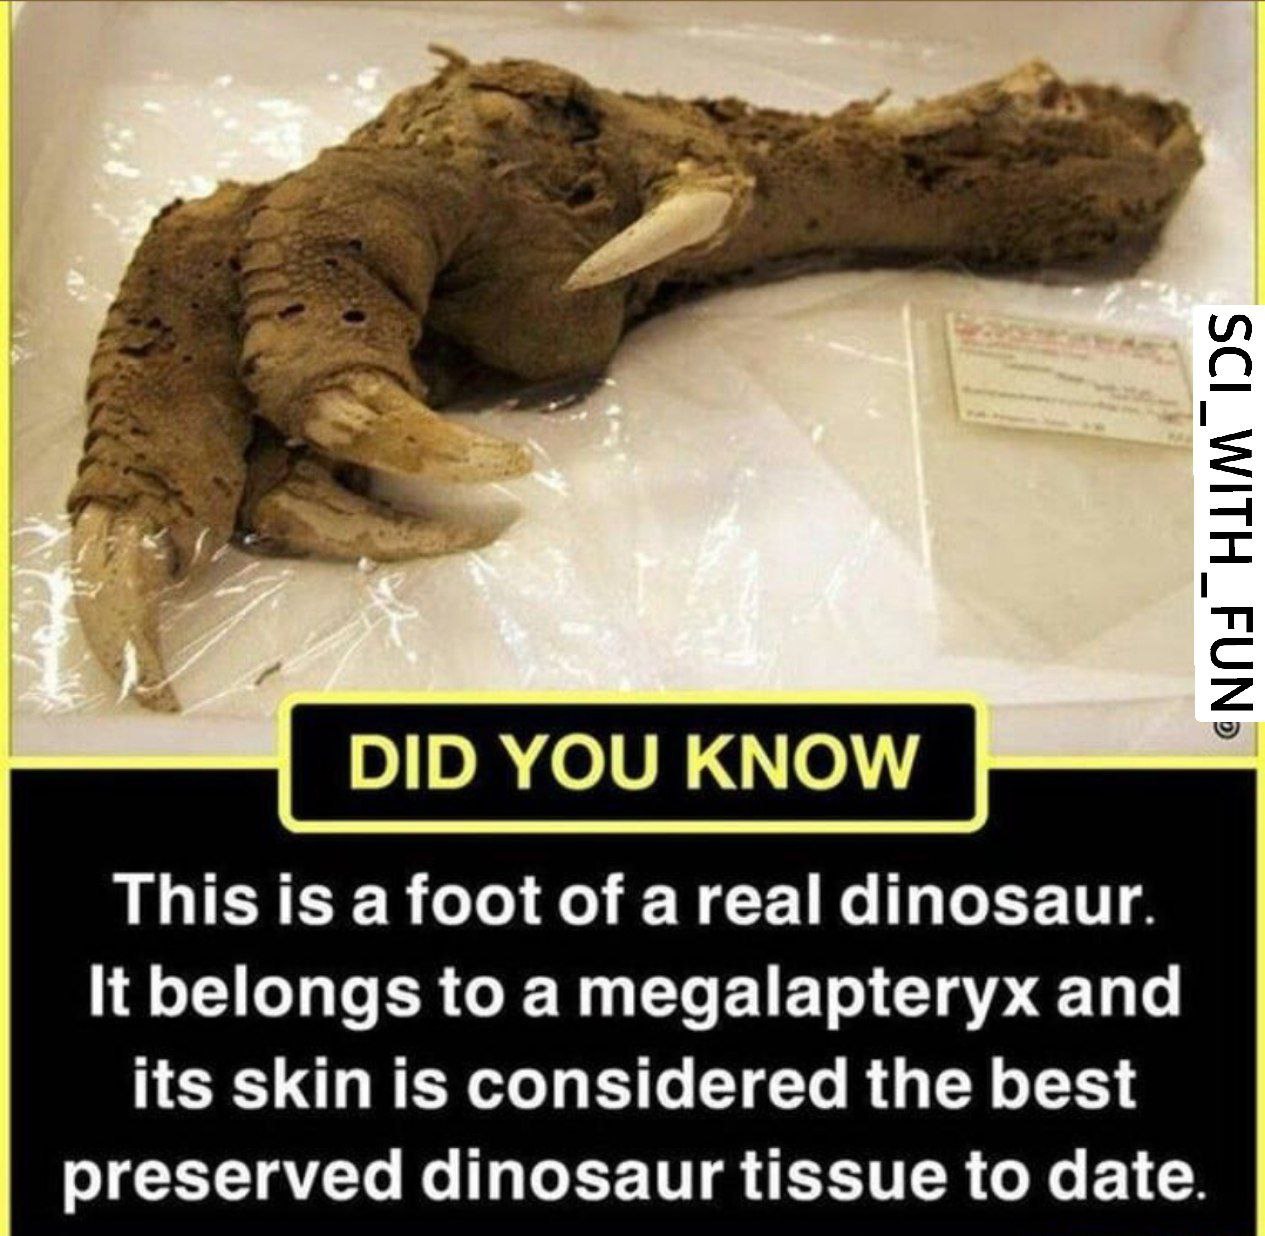 SCI_WITH_FUN
©
DID YOU KNOW
This is a foot of a real dinosaur.
It belongs to a megalapteryx and
its skin is considered the best
preserved dinosaur tissue to date.